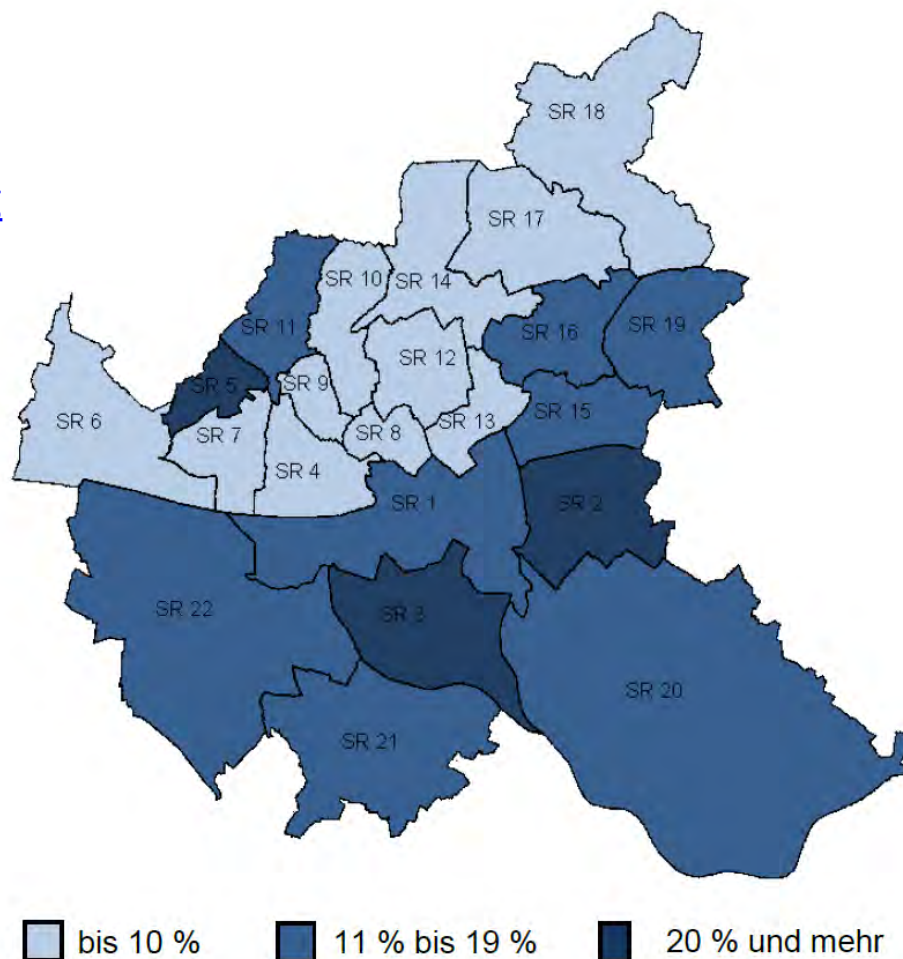 SR 18
SR 17
SR 10
SR 14
SR 11
SR 16
SR 19
SR 12
SR 9
SR 5
SR 15
SR 6
SR 7
SR 8
SR 13
SR 4
SR 1
SR 2
SR 22
SR 3
SR 20
SR 21
bis 10 %
11 % bis 19 %
20 % und mehr